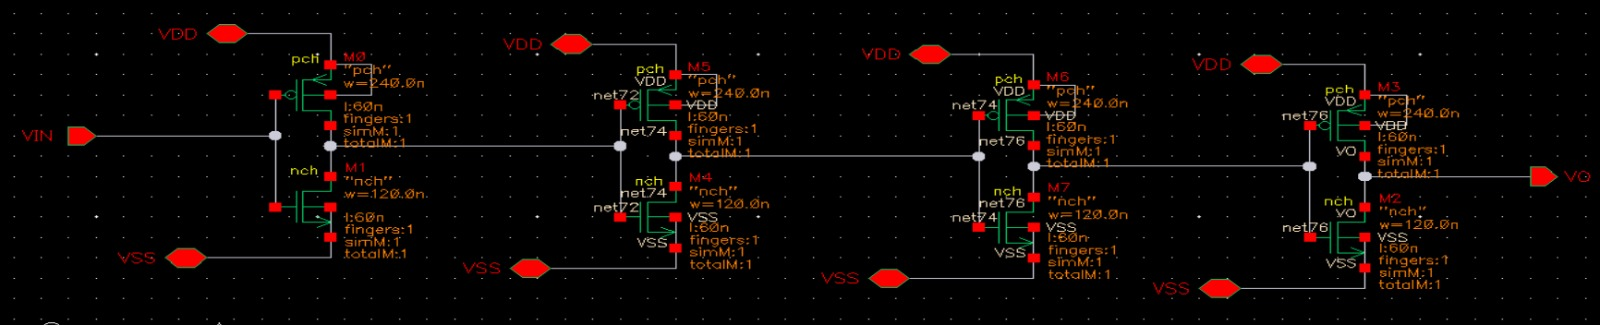 VDD
pch
M0
"pch"
w=240.0n
l:60n
fingers:1
simM:1
totalM:1
VIN
nch
M1
"nch"
w=120.0n
l:60n
fingers:1
simM:1
totalM:1
VSS
VDD
pch
VDD
M5
"pch"
w=240.0n
net72
VDD
l:60n
net74
fingers:1
simM:1
totalM:1
nch
M4
net74
"nch"
w=120.0n
net72
VSS
l:60n
fingers:1
VSS
simM:1
totalM:1
VSS
VDD
pch
VDD
M6
"pch"
w=240.0n
net74
VDD
l:60n
fingers:1
net76
simM:1
totalM:1
nch
M7
net76
"nch"
w=120.0n
net74
VSS
l:60n
fingers:1
VSS
simM:1
totalM:1
VSS
VDD
pch
VDD
M3
"pch"
w=240.0n
net76
VDD
l:60n
fingers:1
VO
simM:1
totalM:1
VO
nch
M2
VO
"nch"
w=120.0n
net76
VSS
l:60n
fingers:1
VSS
simM:1
totalM:1
VSS